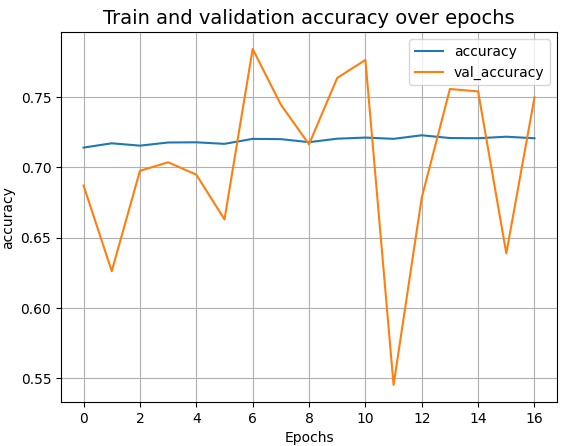 Train and validation accuracy over epochs
accuracy
val_accuracy
0.75
0.70
0.65
0.60
0.55
accuracy
0 2 4 6 8 10 12 14 16
Epochs